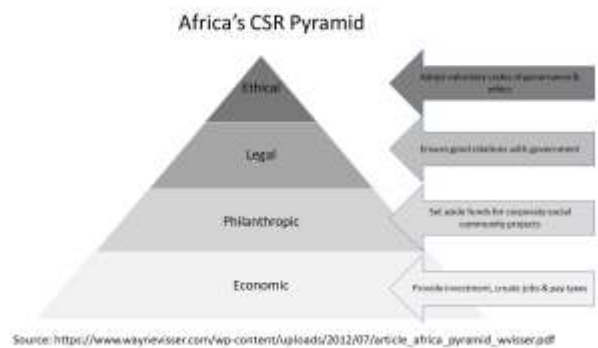 Africa's CSR Pyramid
Ethical
Adopt voluntary codes of governance &
ethics
Legal
Ensure good relations with government
Philanthropic
Set aside funds for corporate social
community projects
Economic
Provide investment, create jobs & pay taxes
Source: https://www.waynevisser.com/wp-content/uploads/2012/07/article_africa_pyramid_wvisser.pdf